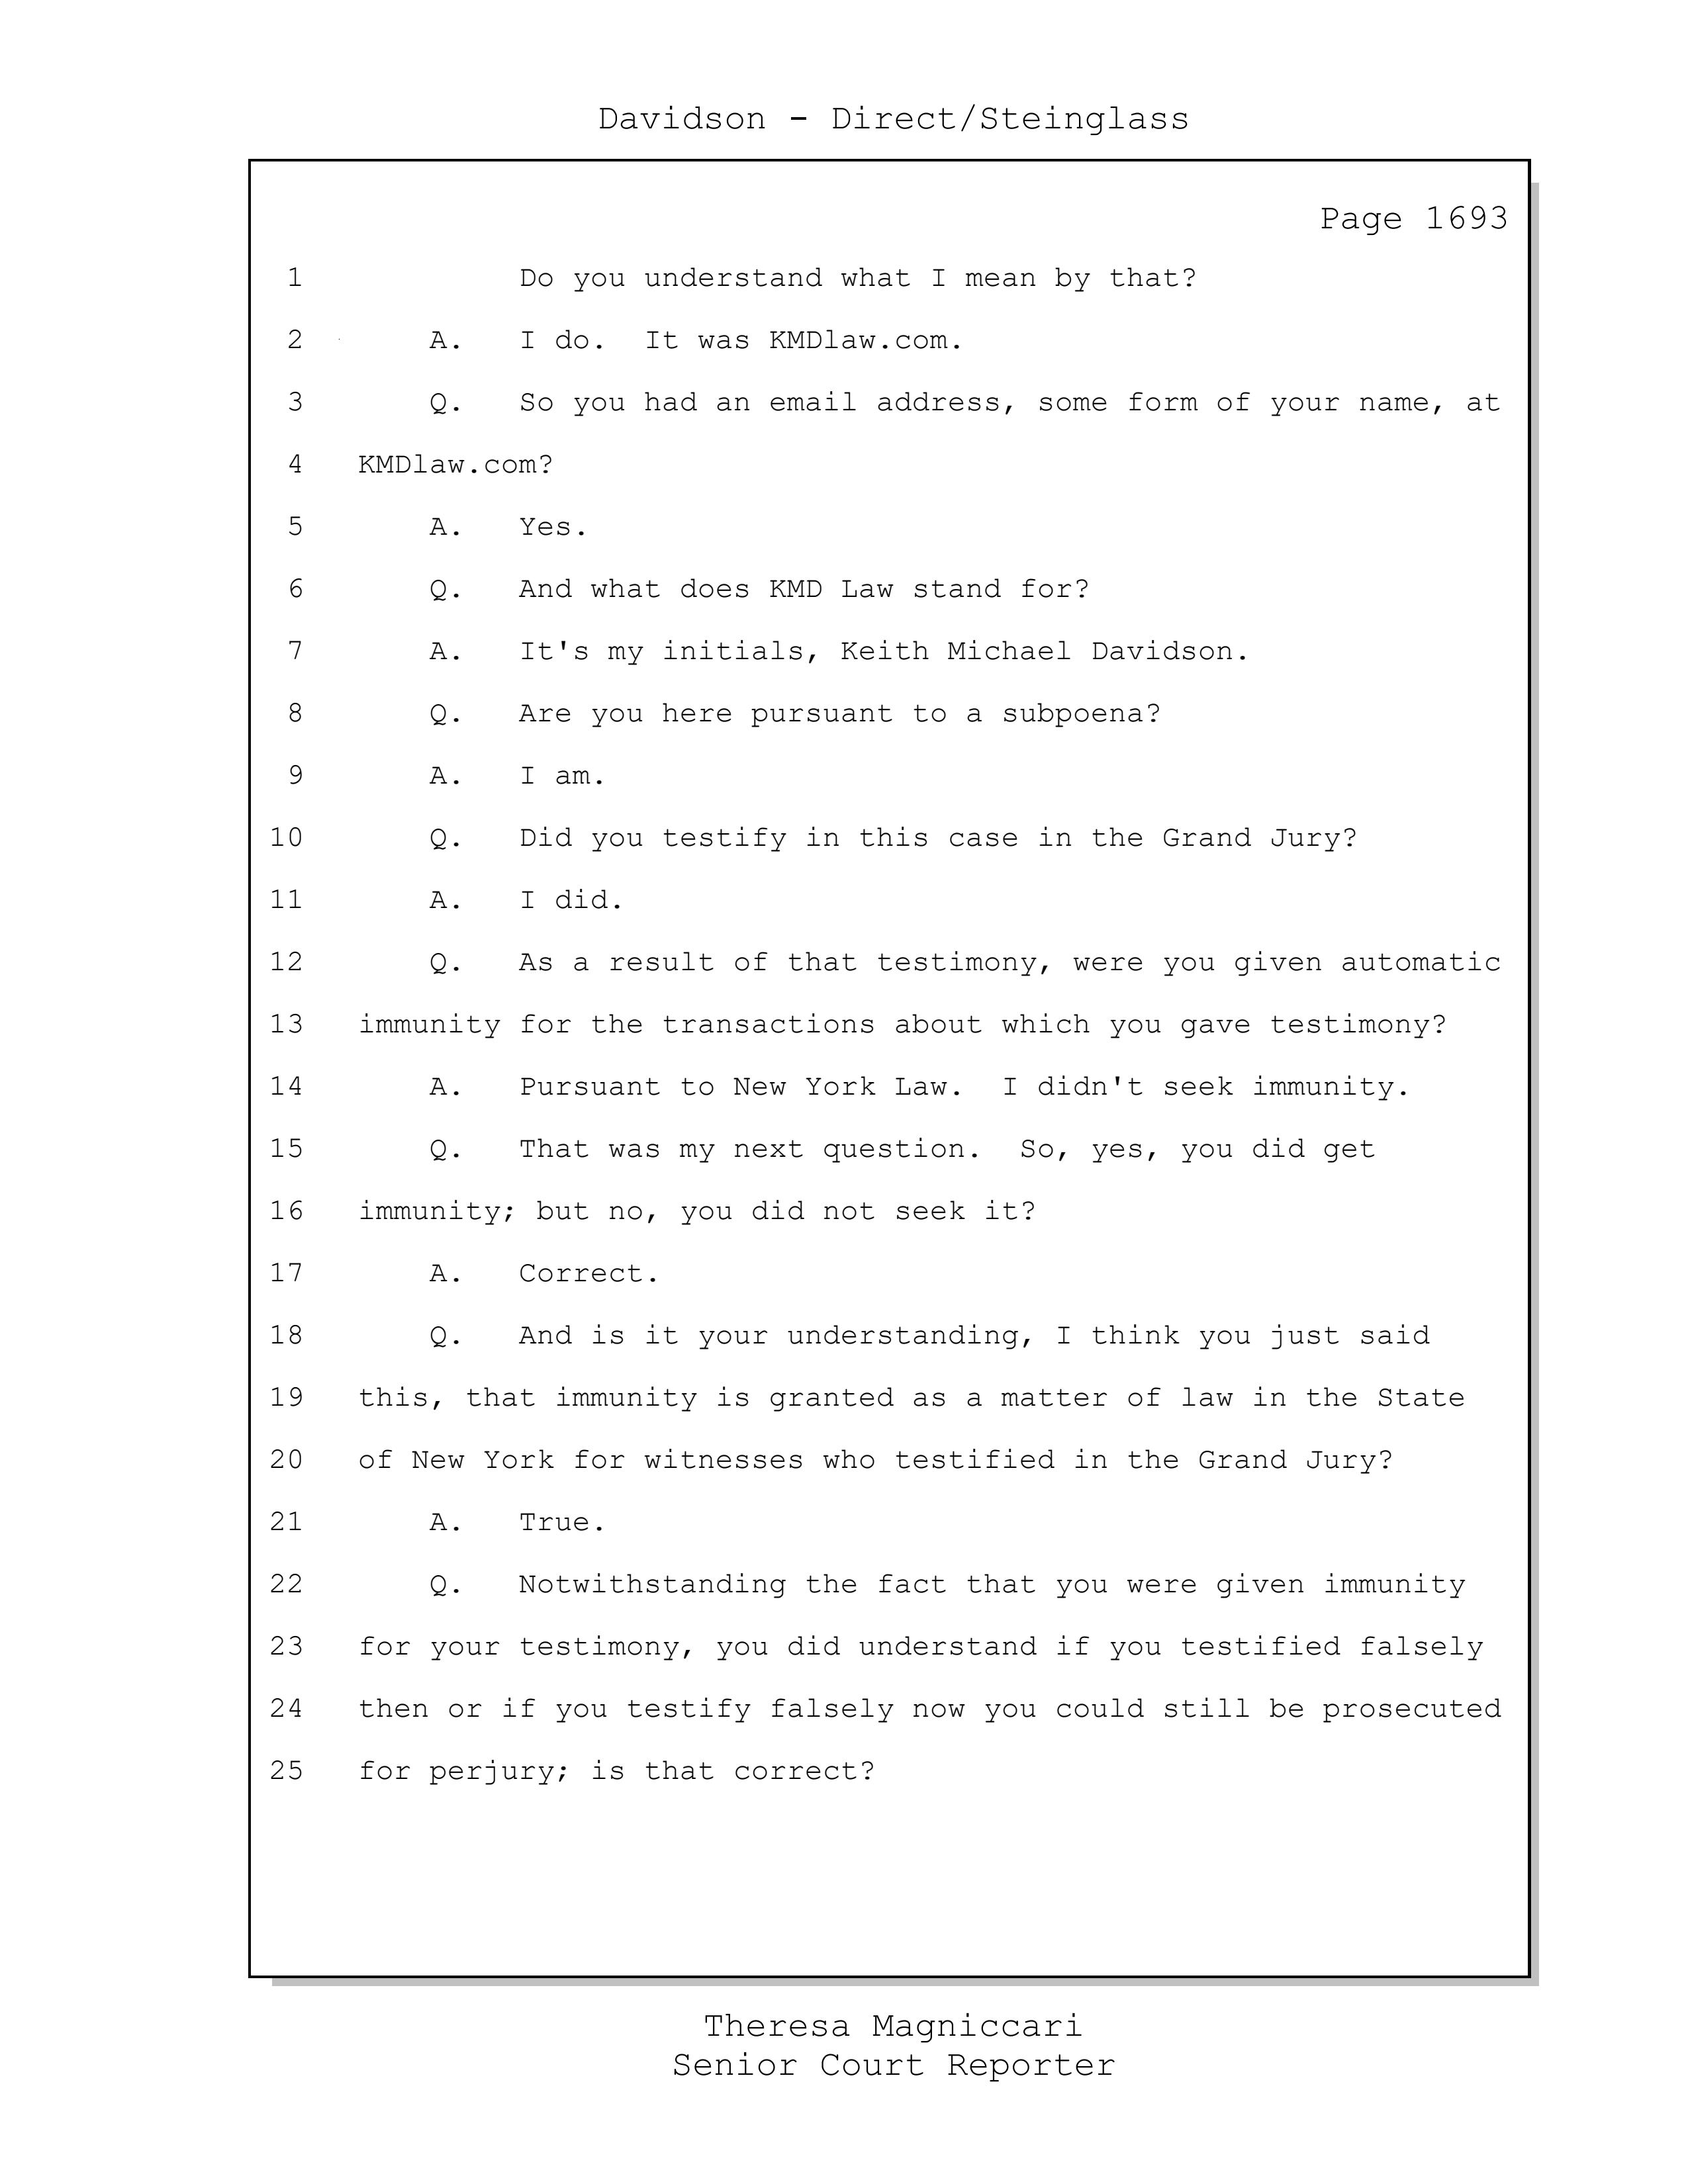 Davidson - Direct/Steinglass
Page 1693
1 Do you understand what I mean by that?
2 A. I do. It was KMDlaw.com.
3 Q. So you had an email address, some form of your name, at
4 KMDlaw.com?
5 A. Yes.
6 Q. And what does KMD Law stand for?
7 A. It's my initials, Keith Michael Davidson.
8 Q. Are you here pursuant to a subpoena?
9 A. I am.
10 Q. Did you testify in this case in the Grand Jury?
11 A. I did.
12 Q. As a result of that testimony, were you given automatic
13 immunity for the transactions about which you gave testimony?
14 A. Pursuant to New York Law. I didn't seek immunity.
15 Q. That was my next question. So, yes, you did get
16 immunity; but no, you did not seek it?
17 A. Correct.
18 Q. And is it your understanding, I think you just said
19 this, that immunity is granted as a matter of law in the State
20 of New York for witnesses who testified in the Grand Jury?
21 A. True.
22 Q. Notwithstanding the fact that you were given immunity
23 for your testimony, you did understand if you testified falsely
24 then or if you testify falsely now you could still be prosecuted
25 for perjury; is that correct?
Theresa Magniccari
Senior Court Reporter